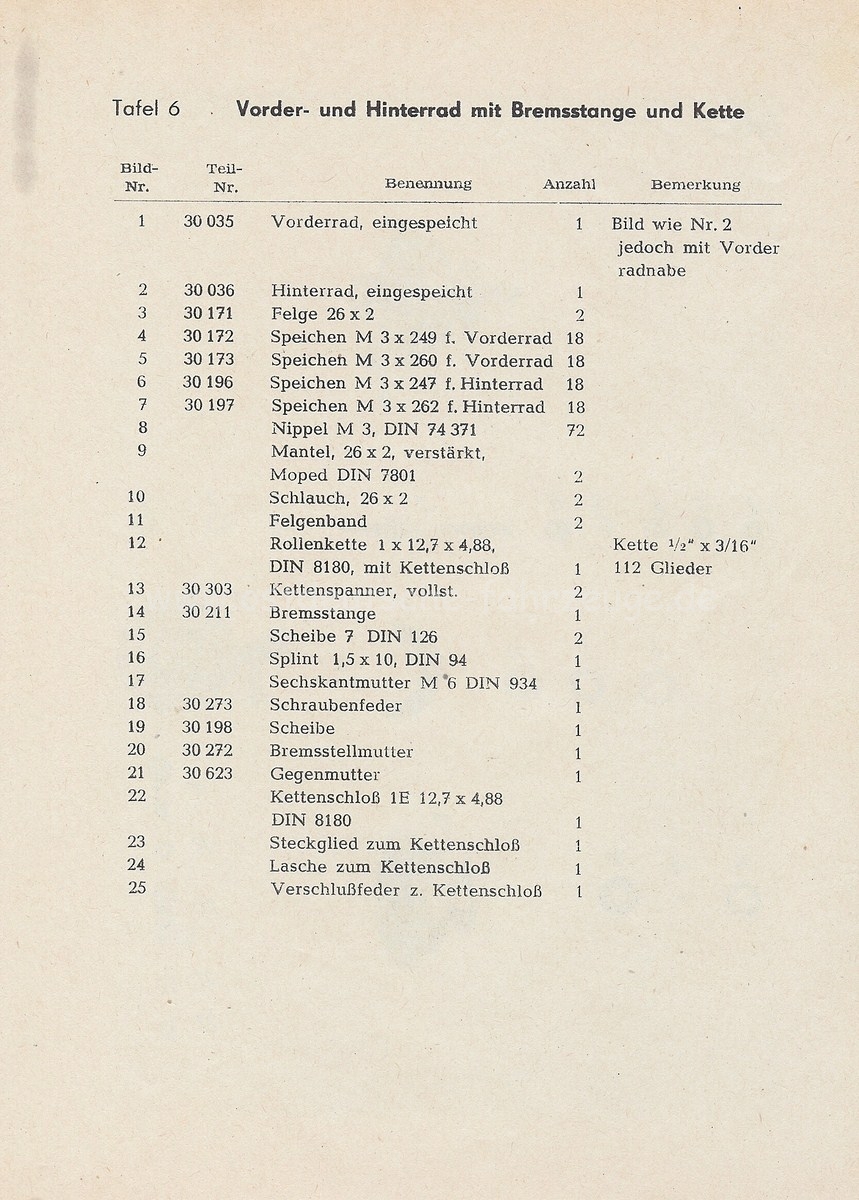 Tafel 6 . Vorder- und Hinterrad mit Bremsstange und Kette
Bild-Nr. Teil-Nr. Benennung Anzahl Bemerkung
1 30 035 Vorderrad, eingespeicht 1 Bild wie Nr. 2
jedoch mit Vorder
radnabe
2 30 036 Hinterrad, eingespeicht 1
3 30 171 Felge 26 x 2 2
4 30 172 Speichen M 3 x 249 f. Vorderrad 18
5 30 173 Speichen M 3 x 260 f. Vorderrad 18
6 30 196 Speichen M 3 x 247 f. Hinterrad 18
7 30 197 Speichen M 3 x 262 f. Hinterrad 18
8 Nippel M 3, DIN 74 371 72
9 Mantel, 26 x 2, verstärkt,
Moped DIN 7801 2
10 Schlauch, 26 x 2 2
11 Felgenband 2
12 Rollenkette 1 x 12,7 x 4,88, Kette 1/2" x 3/16"
DIN 8180, mit Kettenschloß 1 112 Glieder
13 30 303 Kettenspanner, vollst. 2
14 30 211 Bremsstange 1
15 Scheibe 7 DIN 126 2
16 Splint 1,5 x 10, DIN 94 1
17 Sechskantmutter M 6 DIN 934 1
18 30 273 Schraubenfeder 1
19 30 198 Scheibe 1
20 30 272 Bremsstellmutter 1
21 30 623 Gegenmutter 1
22 Kettenschloß 1E 12,7 x 4,88
DIN 8180 1
23 Steckglied zum Kettenschloß 1
24 Lasche zum Kettenschloß 1
25 Verschlußfeder z. Kettenschloß 1